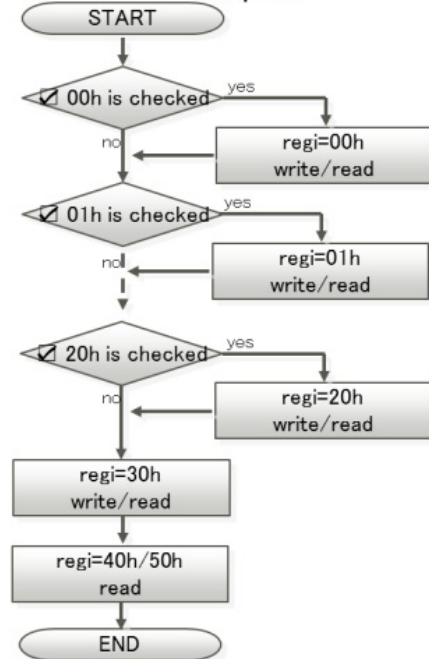 START
☑ 00h is checked
yes
no
regi=00h
write/read
☑ 01h is checked
yes
no
regi=01h
write/read
☑ 20h is checked
yes
no
regi=20h
write/read
regi=30h
write/read
regi=40h/50h
read
END